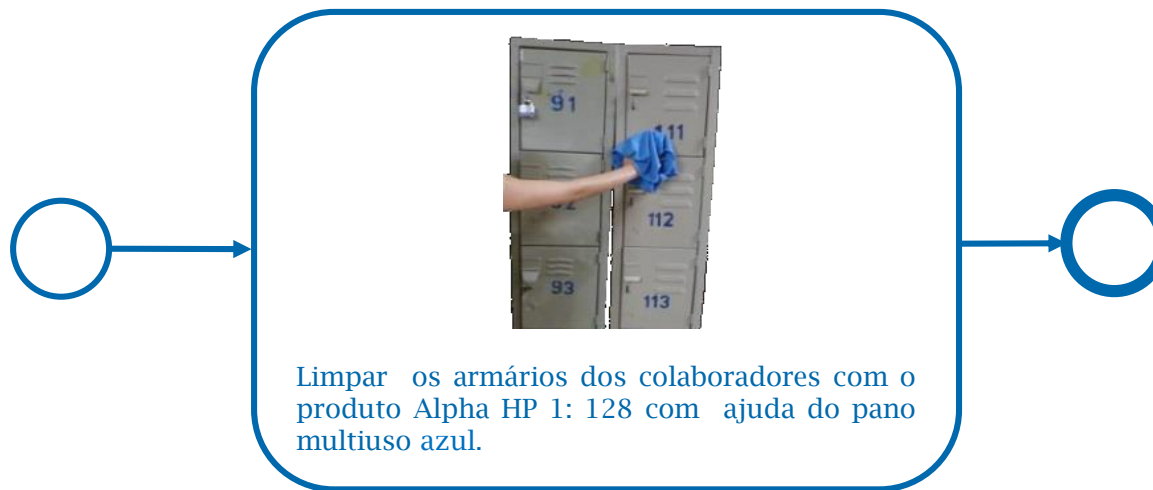 91
111
112
93
113
Limpar os armários dos colaboradores com o
produto Alpha HP 1: 128 com ajuda do pano
multiuso azul.